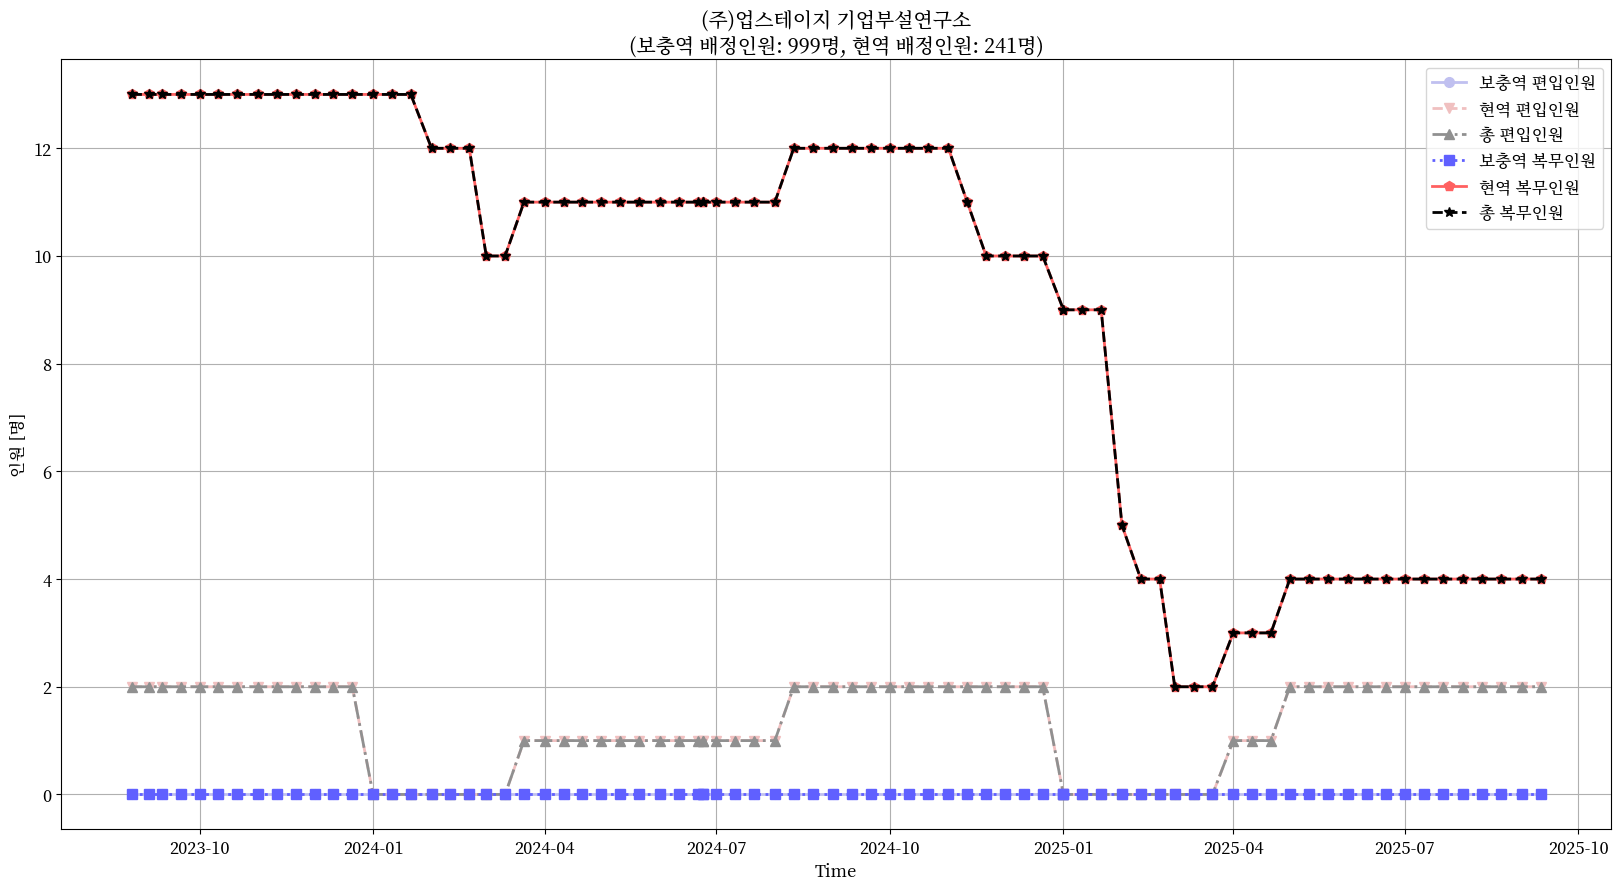 (주)업스테이지 기업부설연구소
(보충역 배정인원: 999명, 현역 배정인원: 241명)
보충역 편입인원
현역 편입인원
총 편입인원
보충역 복무인원
현역 복무인원
총 복무인원
인원 [명]
12
10
8
6
4
2
0
2023-10
2024-01
2024-04
2024-07
2024-10
2025-01
2025-04
2025-07
2025-10
Time